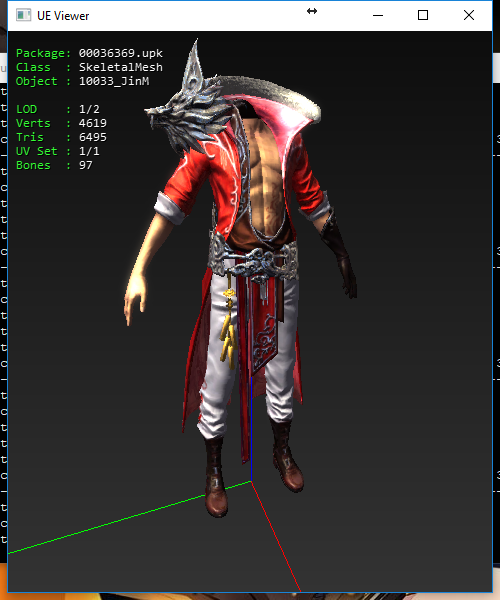 UE Viewer
Package: 00036369.upk
Class : SkeletalMesh
Object : 10033_JinM
LOD : 1/2
Verts : 4619
Tris : 6495
UV Set : 1/1
Bones : 97